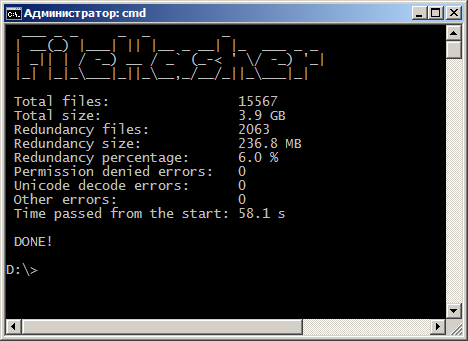 Администратор: cmd
FileHasher
Total files: 15567
Total size: 3.9 GB
Redundancy files: 2063
Redundancy size: 236.8 MB
Redundancy percentage: 6.0 %
Permission denied errors: 0
Unicode decode errors: 0
Other errors: 0
Time passed from the start: 58.1 s
DONE!
D:\>